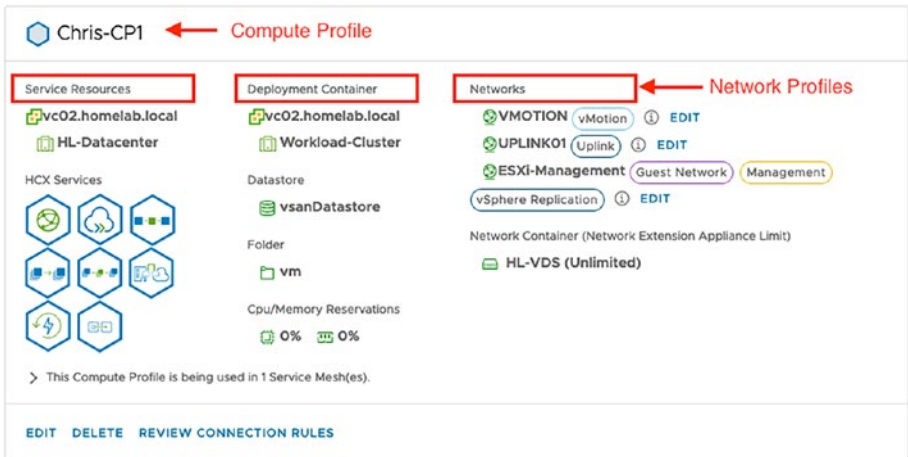 Chris-CP1
Compute Profile
Service Resources
vc02.homelab.local
HL-Datacenter
HCX Services
Deployment Container
vc02.homelab.local
Workload-Cluster
Datastore
vsanDatastore
Folder
vm
Cpu/Memory Reservations
0% 0%
Networks
Network Profiles
VMOTION vMotion EDIT
UPLINK01 Uplink EDIT
ESXi-Management Guest Network Management
vSphere Replication EDIT
Network Container (Network Extension Appliance Limit)
HL-VDS (Unlimited)
This Compute Profile is being used in 1 Service Mesh(es).
EDIT DELETE REVIEW CONNECTION RULES